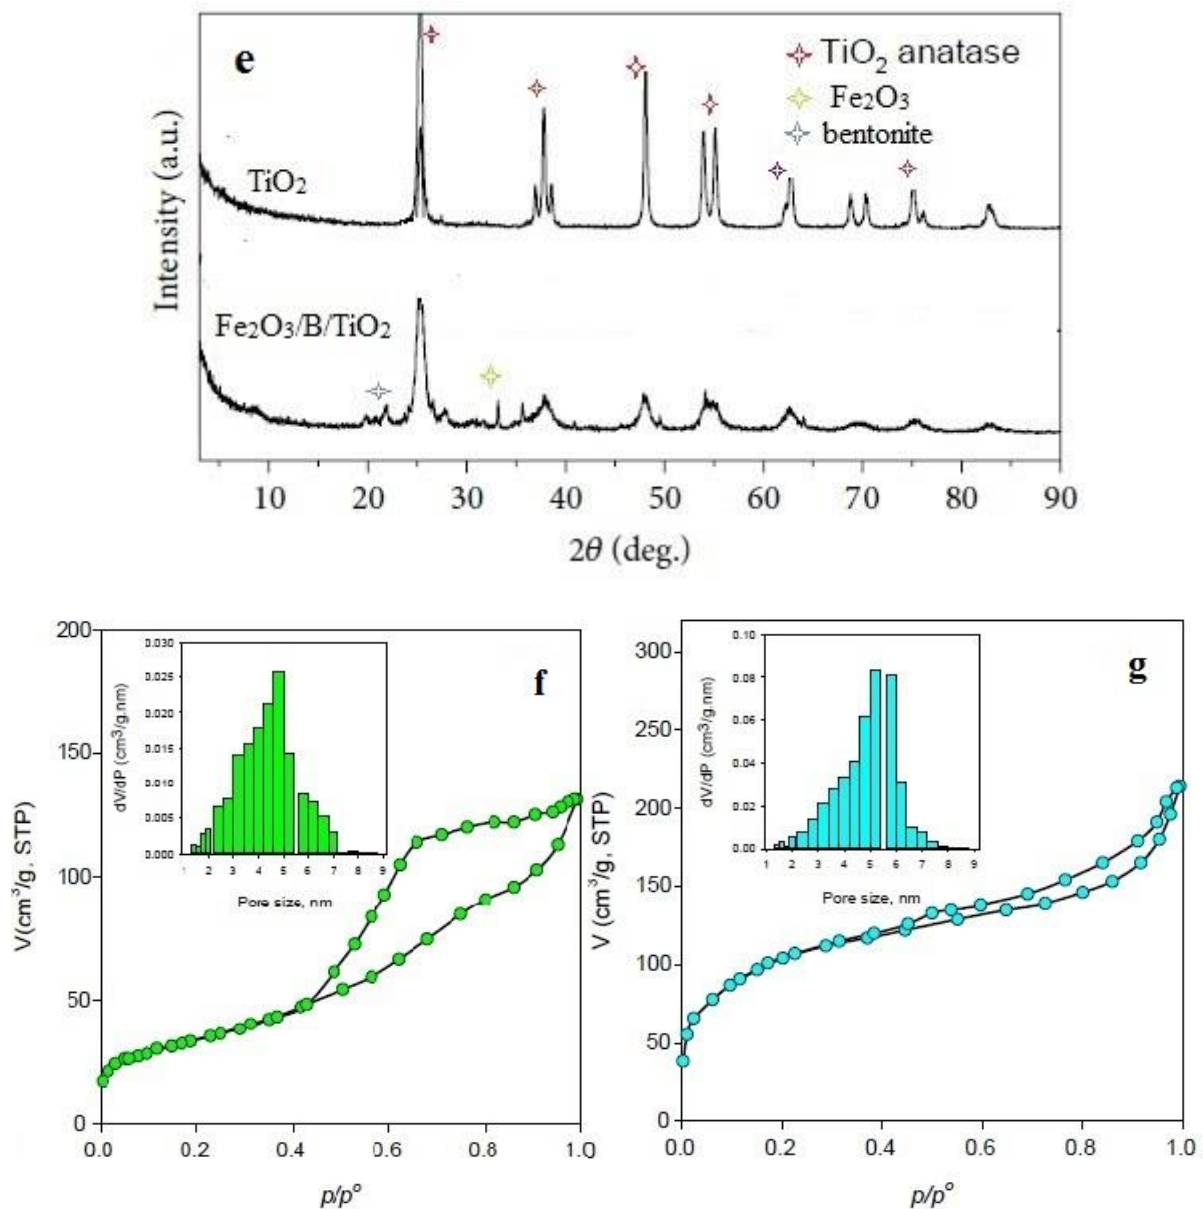 e
TiO₂ anatase
Fe₂O₃
bentonite
TiO₂
Fe₂O₃/B/TiO₂
Intensity (a.u.)
10 20 30 40 50 60 70 80 90
2θ (deg.)
f
200
150
100
50
0
V(cm³/g, STP)
0.0 0.2 0.4 0.6 0.8 1.0
p/pᵒ
0.030
0.025
0.020
0.015
0.010
0.005
0.000
dV/dP (cm³/g.nm)
1 2 3 4 5 6 7 8 9
Pore size, nm
g
300
250
200
150
100
50
0
V (cm³/g, STP)
0.0 0.2 0.4 0.6 0.8 1.0
p/pᵒ
0.10
0.08
0.06
0.04
0.02
0.00
dV/dP (cm³/g.nm)
1 2 3 4 5 6 7 8 9
Pore size, nm